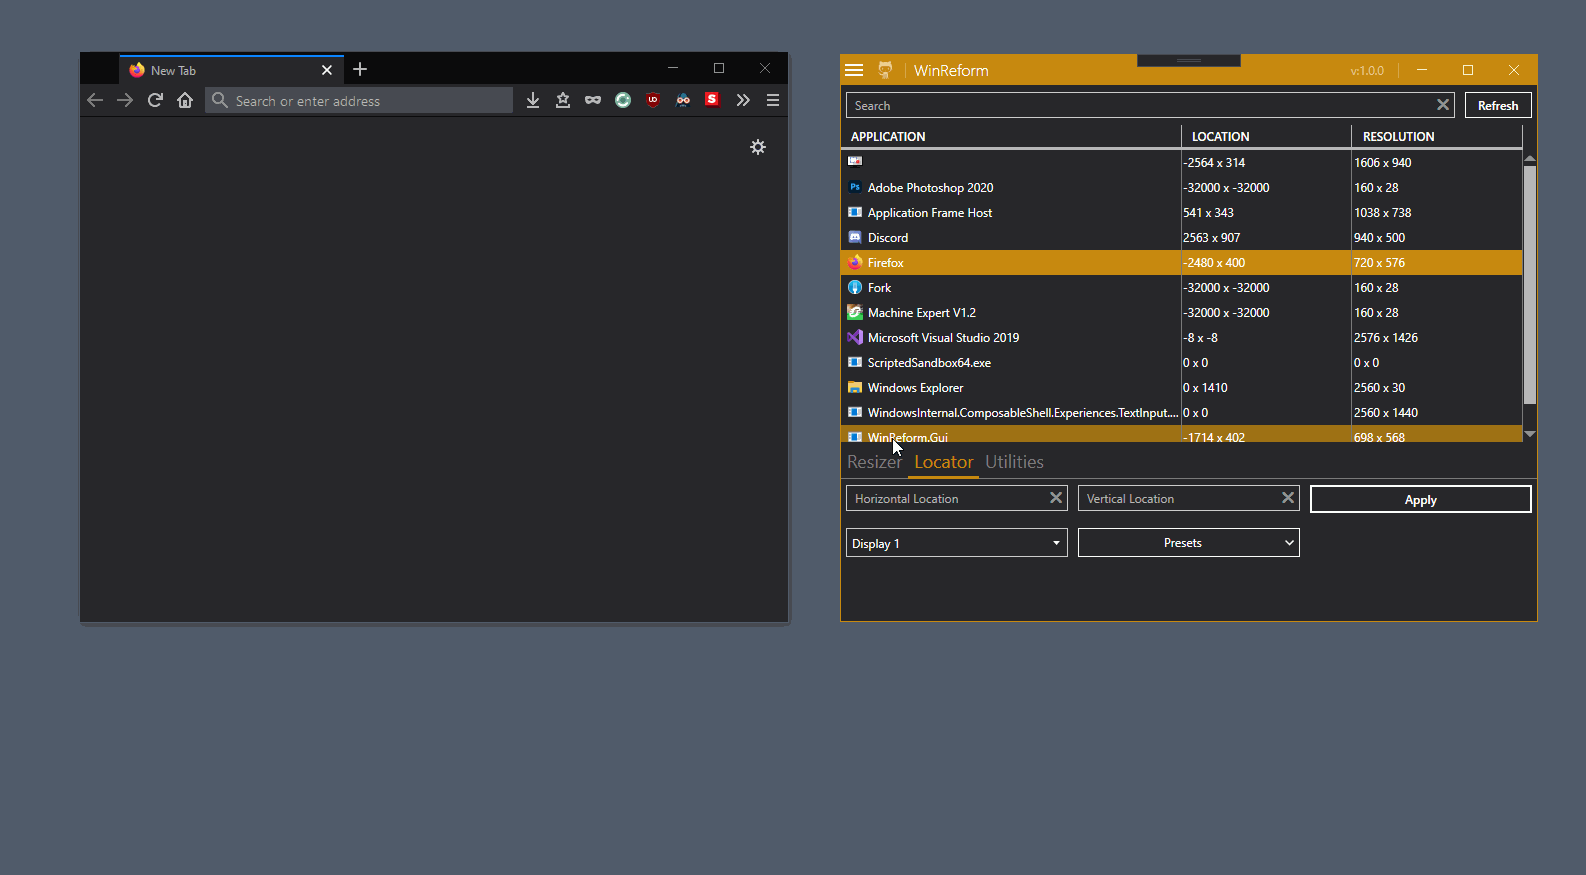 New Tab
Search or enter address
WinReform
v:1.0.0
Search
Refresh
APPLICATION LOCATION RESOLUTION
-2564 x 314 1606 x 940
Adobe Photoshop 2020 -32000 x -32000 160 x 28
Application Frame Host 541 x 343 1038 x 738
Discord 2563 x 907 940 x 500
Firefox -2480 x 400 720 x 576
Fork -32000 x -32000 160 x 28
Machine Expert V1.2 -32000 x -32000 160 x 28
Microsoft Visual Studio 2019 -8 x -8 2576 x 1426
ScriptedSandbox64.exe 0 x 0 0 x 0
Windows Explorer 0 x 1410 2560 x 30
WindowsInternal.ComposableShell.Experiences.TextInput.... 0 x 0 2560 x 1440
WinReform.Gui -1714 x 402 698 x 568
Resizer Locator Utilities
Horizontal Location Vertical Location Apply
Display 1 Presets